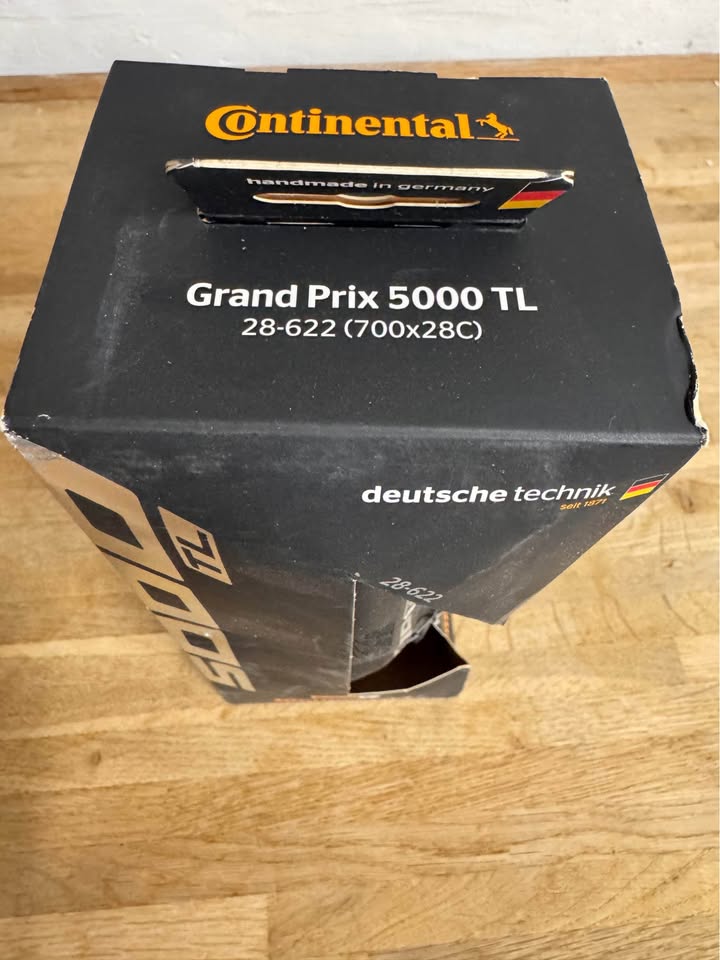 Continental
handmade in germany
Grand Prix 5000 TL
28-622 (700x28C)
deutsche technik
seit 1871
28-622
5000
TL